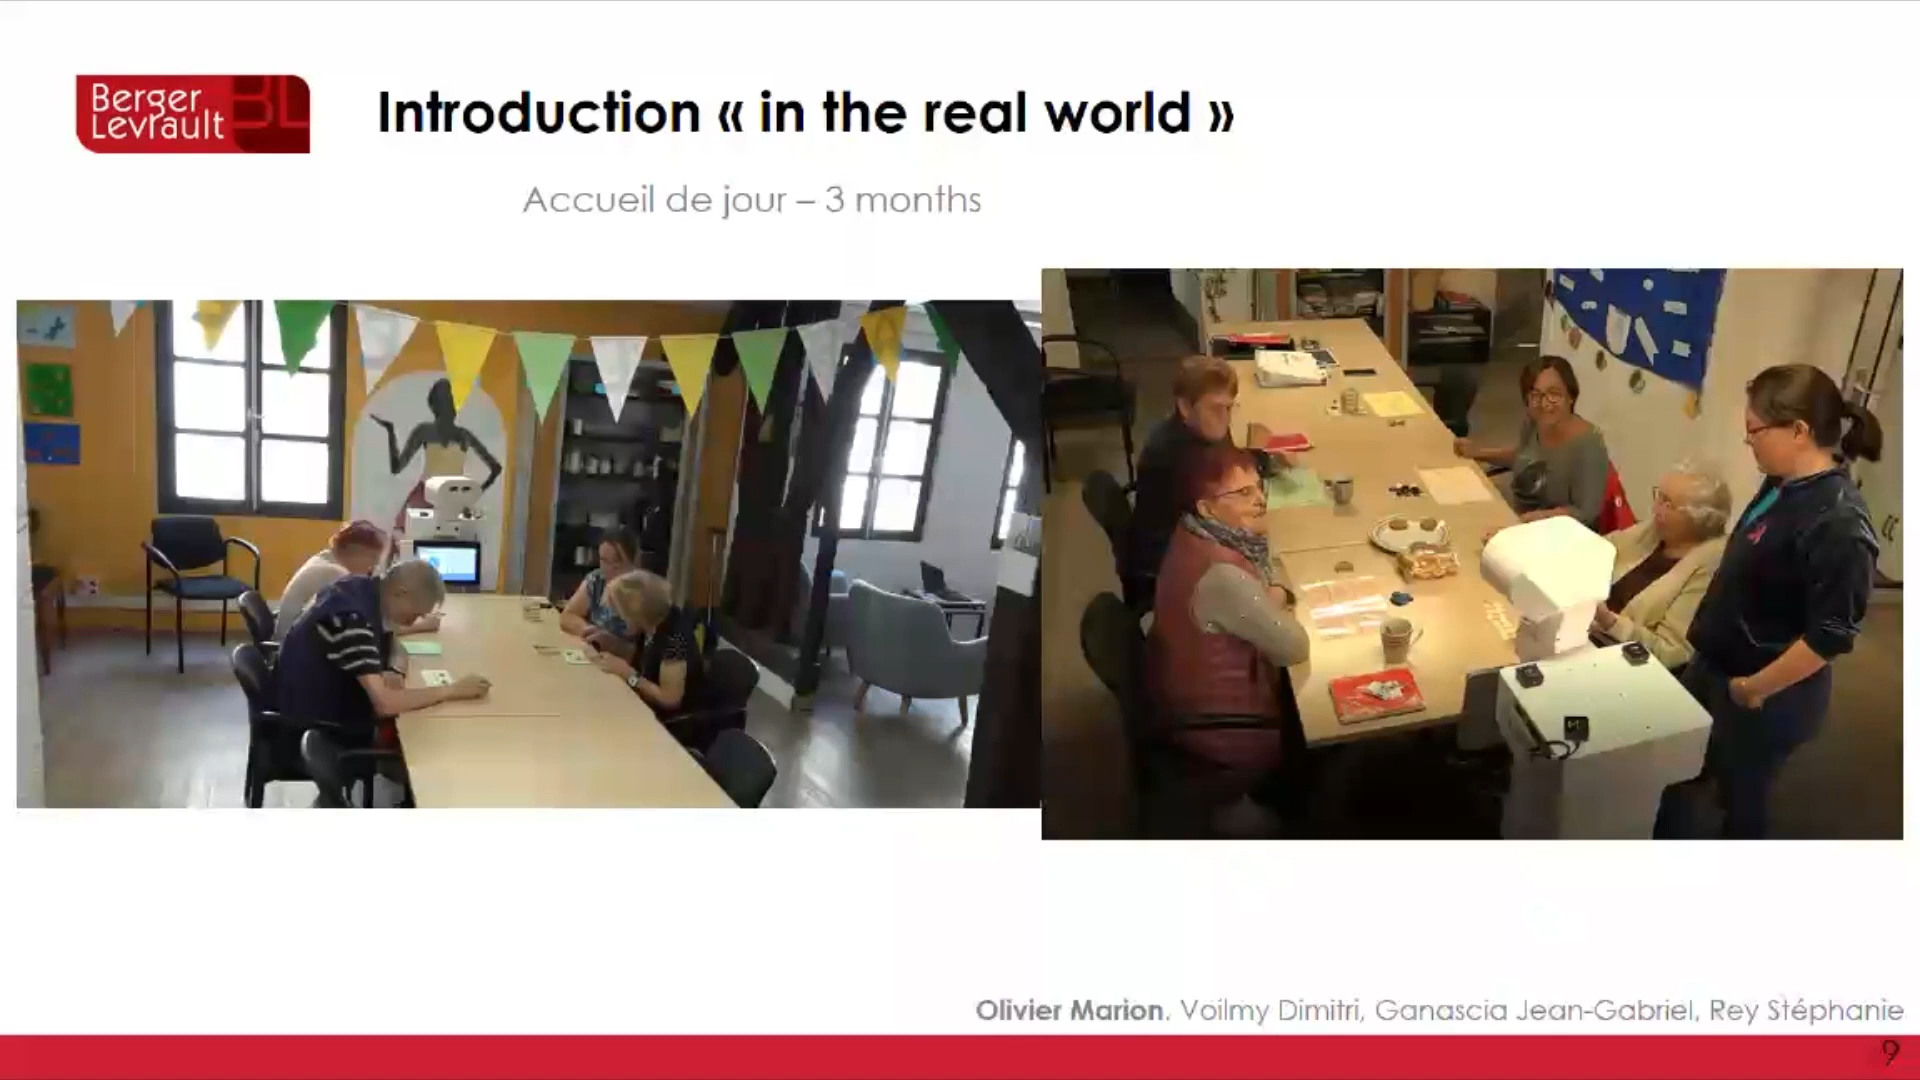 Berger
Levrault
BL
Introduction « in the real world »
Accueil de jour – 3 months
Olivier Marion, Voilmy Dimitri, Ganascia Jean-Gabriel, Rey Stéphanie
9